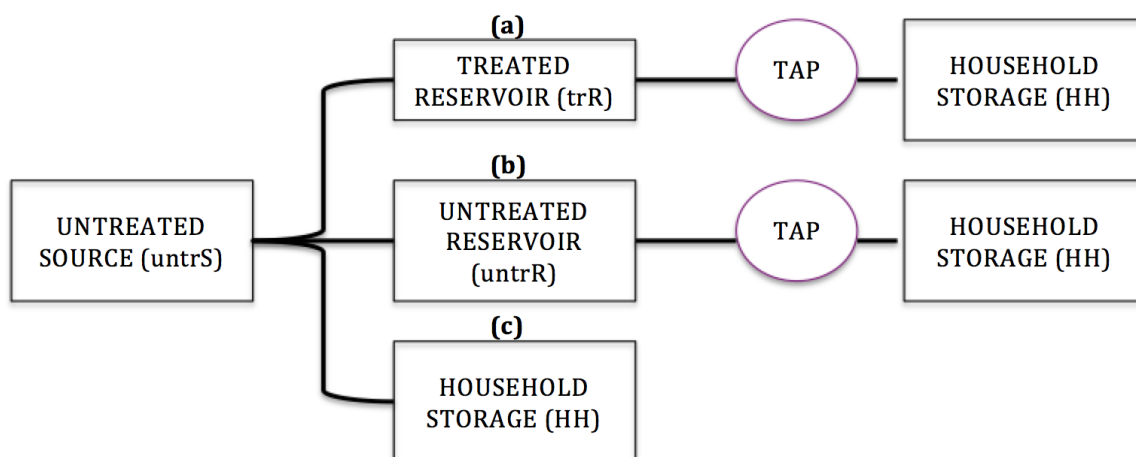 (a)
TREATED
RESERVOIR (trR)
TAP
HOUSEHOLD
STORAGE (HH)
UNTREATED
SOURCE (untrS)
(b)
UNTREATED
RESERVOIR
(untrR)
TAP
HOUSEHOLD
STORAGE (HH)
(c)
HOUSEHOLD
STORAGE (HH)